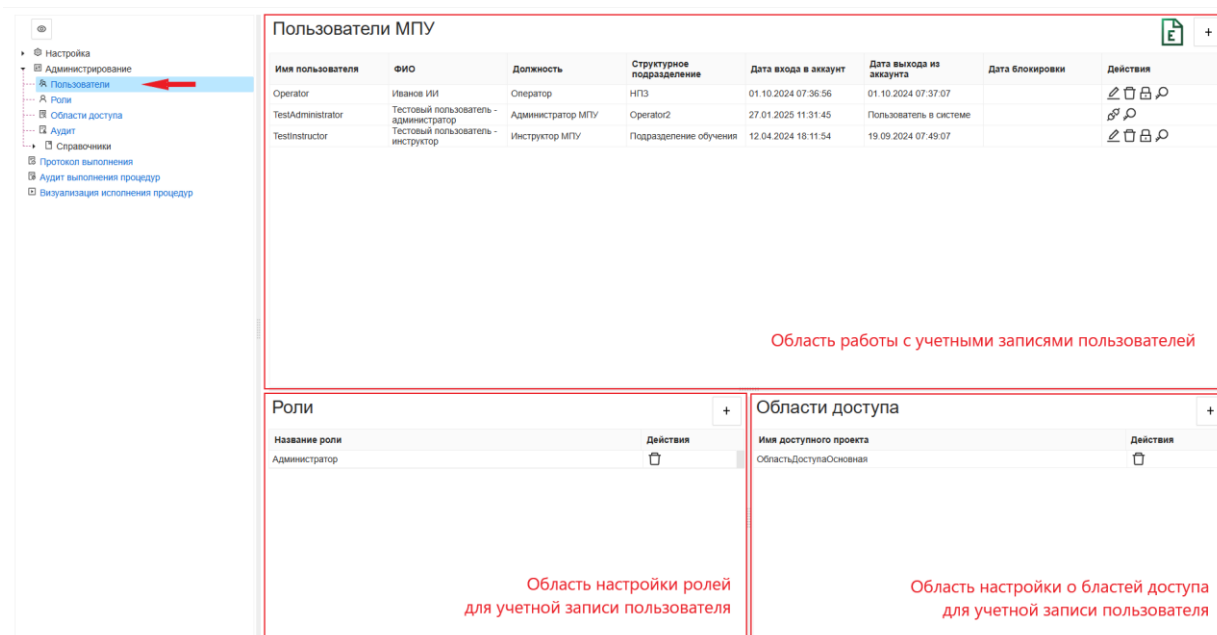 Настройка
Администрирование
Пользователи
Роли
Области доступа
Аудит
Справочники
Протокол выполнения
Аудит выполнения процедур
Визуализация исполнения процедур
Пользователи МПУ
E +
Имя пользователя ФИО Должность Структурное подразделение Дата входа в аккаунт Дата выхода из аккаунта Дата блокировки Действия
Operator Иванов ИИ Оператор НПЗ 01.10.2024 07:36:56 01.10.2024 07:37:07
TestAdministrator Тестовый пользователь - администратор Администратор МПУ Operator2 27.01.2025 11:31:45 Пользователь в системе
TestInstructor Тестовый пользователь - инструктор Инструктор МПУ Подразделение обучения 12.04.2024 18:11:54 19.09.2024 07:49:07
Область работы с учетными записями пользователей
Роли +
Название роли Действия
Администратор
Область настройки ролей
для учетной записи пользователя
Области доступа +
Имя доступного проекта Действия
ОбластьДоступаОсновная
Область настройки о бластей доступа
для учетной записи пользователя